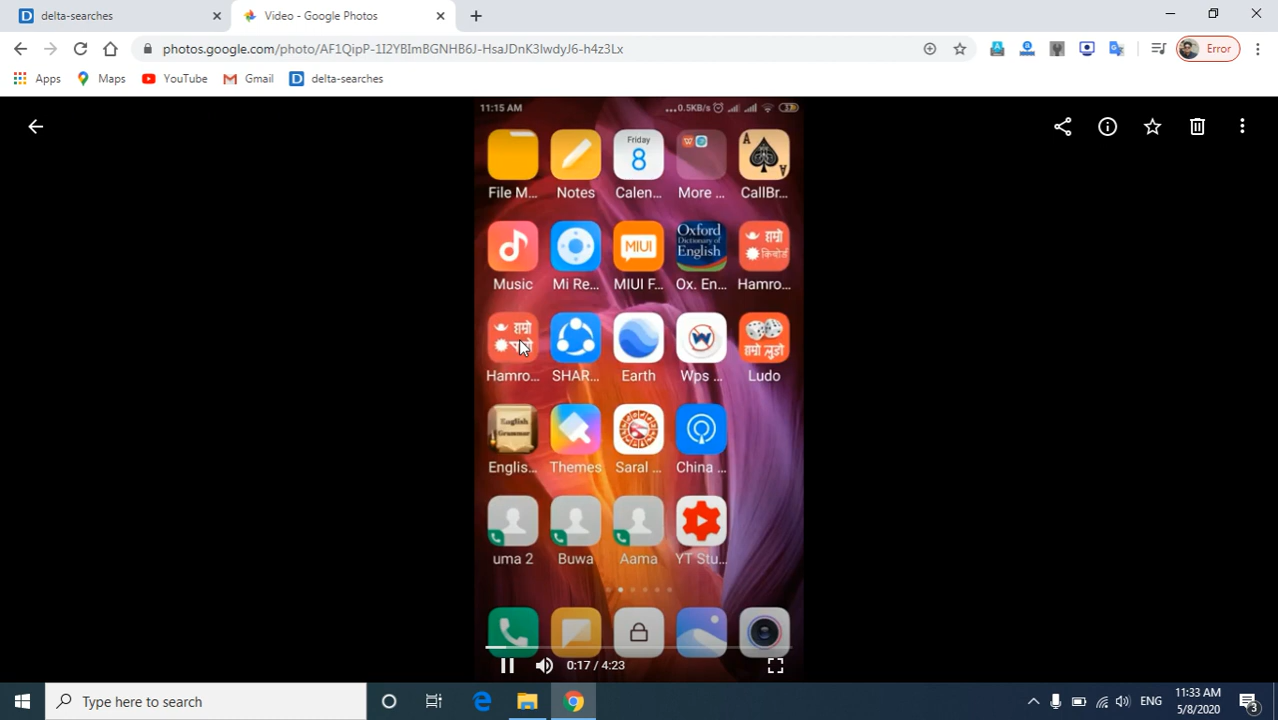 delta-searches
Video - Google Photos
photos.google.com/photo/AF1QipP-1I2YBImBGNHB6J-HsaJDnK3lwdyJ6-h4z3Lx
Error
Apps
Maps
YouTube
Gmail
delta-searches
11:15 AM
...0.5KB/s
Friday
8
A
File M...
Notes
Calen...
More ...
CallBr...
MIUI
Oxford
Dictionary of
English
हाम्रो
किबोर्ड
Music
Mi Re...
MIUI F...
Ox. En...
Hamro...
हाम्रो
W
हाम्रो लुडो
Hamro...
SHAR...
Earth
Wps ...
Ludo
English
Grammar
Englis...
Themes
Saral ...
China ...
uma 2
Buwa
Aama
YT Stu...
0:17 / 4:23
Type here to search
ENG
11:33 AM
5/8/2020
3